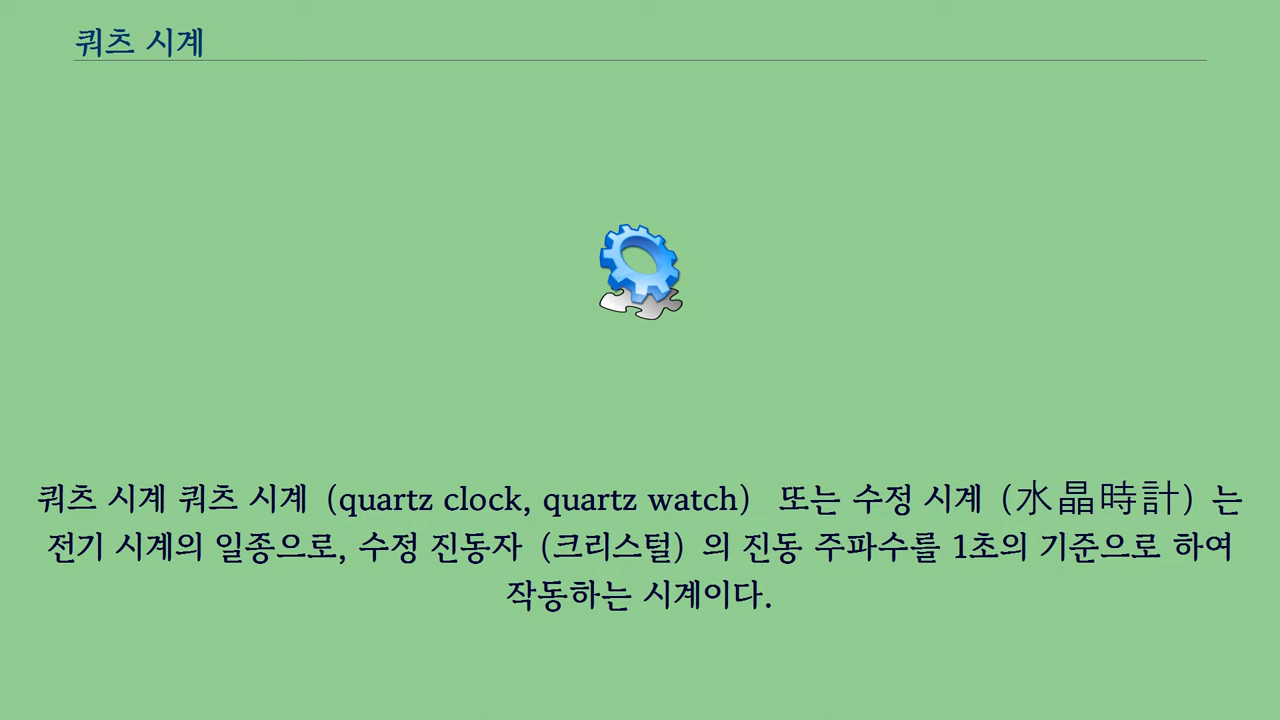 쿼츠 시계
쿼츠 시계 쿼츠 시계（quartz clock, quartz watch） 또는 수정 시계（水晶時計）는
전기 시계의 일종으로, 수정 진동자（크리스털）의 진동 주파수를 1초의 기준으로 하여
작동하는 시계이다.